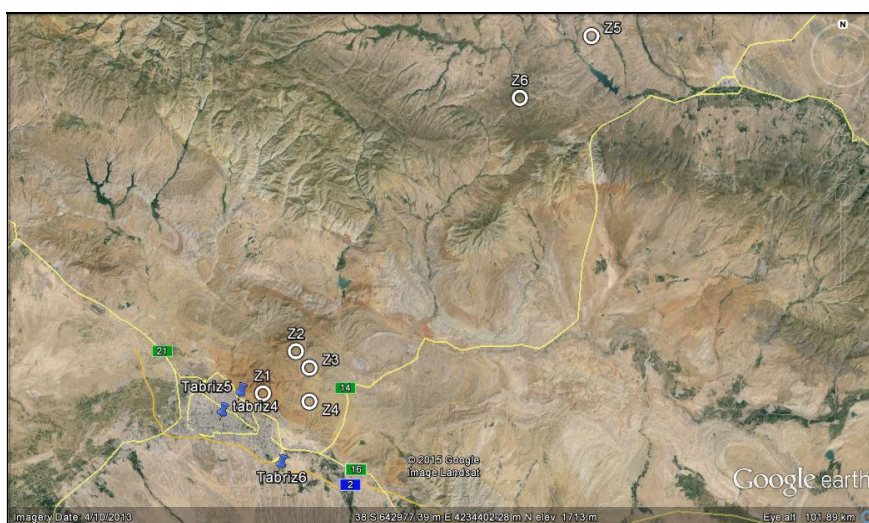 N
Z5
Z6
Z2
21
Z3
Tabriz5
Z1
14
tabriz4
Z4
© 2015 Google
Image Landsat
16
Tabriz6
2
Google earth
Imagery Date: 4/10/2013
38 S 642977.39 m E 4234402.28 m N elev 1713 m
Eye alt 101.89 km